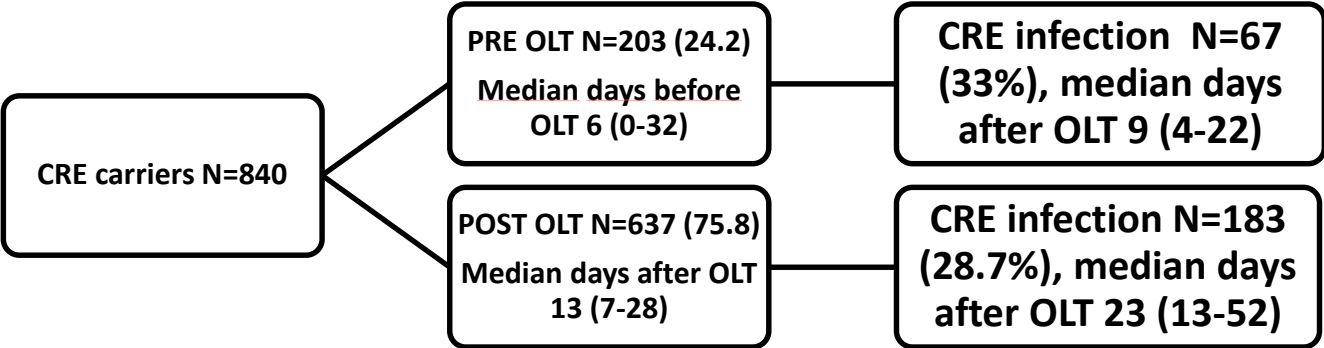 CRE carriers N=840
PRE OLT N=203 (24.2)
Median days before
OLT 6 (0-32)
CRE infection  N=67
(33%), median days
after OLT 9 (4-22)
POST OLT N=637 (75.8)
Median days after OLT
13 (7-28)
CRE infection N=183
(28.7%), median days
after OLT 23 (13-52)